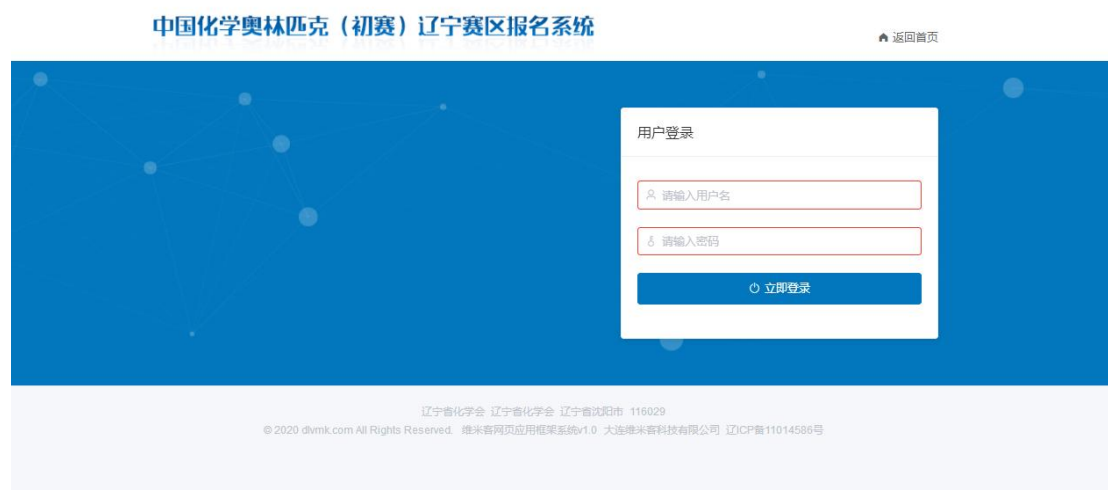 中国化学奥林匹克（初赛）辽宁赛区报名系统
返回首页
用户登录
请输入用户名
请输入密码
立即登录
辽宁省化学会 辽宁省化学会 辽宁省沈阳市 116029
© 2020 dlvmk.com All Rights Reserved. 维米客网页应用框架系统v1.0 大连维米客科技有限公司 辽ICP备11014586号